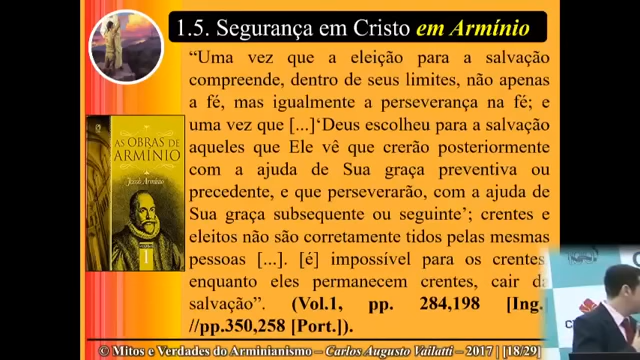 1.5. Segurança em Cristo em Armínio
“Uma vez que a eleição para a salvação
compreende, dentro de seus limites, não apenas
a fé, mas igualmente a perseverança na fé; e
uma vez que [...]‘Deus escolheu para a salvação
aqueles que Ele vê que crerão posteriormente
com a ajuda de Sua graça preventiva ou
precedente, e que perseverarão, com a ajuda de
Sua graça subsequente ou seguinte’; crentes e
eleitos não são corretamente tidos pelas mesmas
pessoas [...]. [é] impossível para os crentes,
enquanto eles permanecem crentes, cair da
salvação”. (Vol.1, pp. 284,198 [Ing.]
//pp.350,258 [Port.]).
AS OBRAS DE
ARMÍNIO
Jacó Armínio
1
© Mitos e Verdades do Arminianismo – Carlos Augusto Vailatti – 2017 | [18/29]